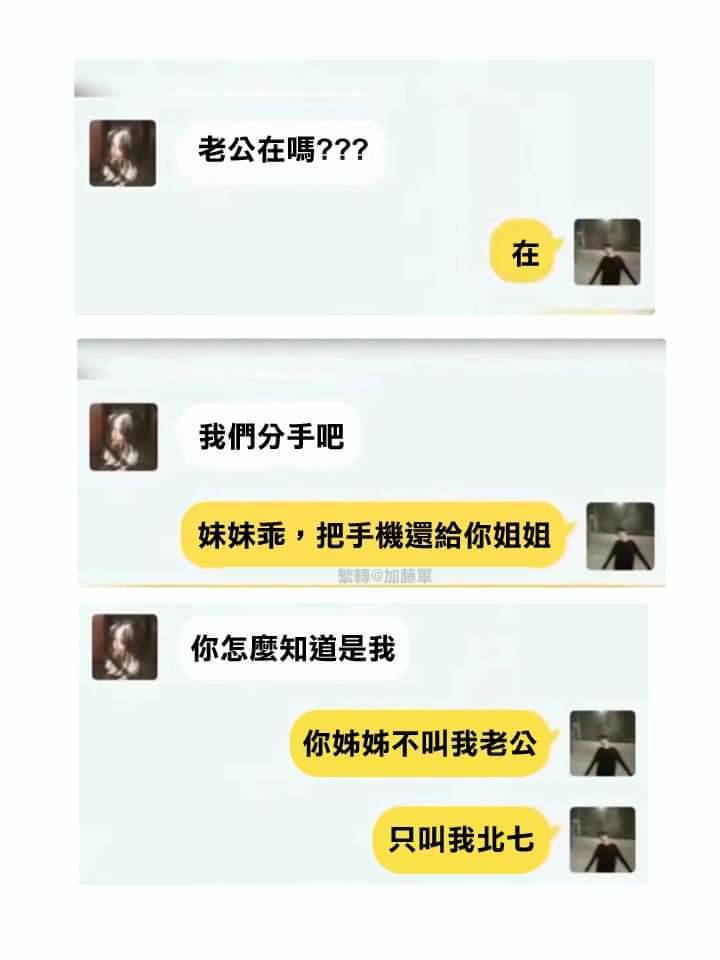 老公在嗎???
在
我們分手吧
妹妹乖，把手機還給你姐姐
繁轉@加藤軍
你怎麼知道是我
你姊姊不叫我老公
只叫我北七